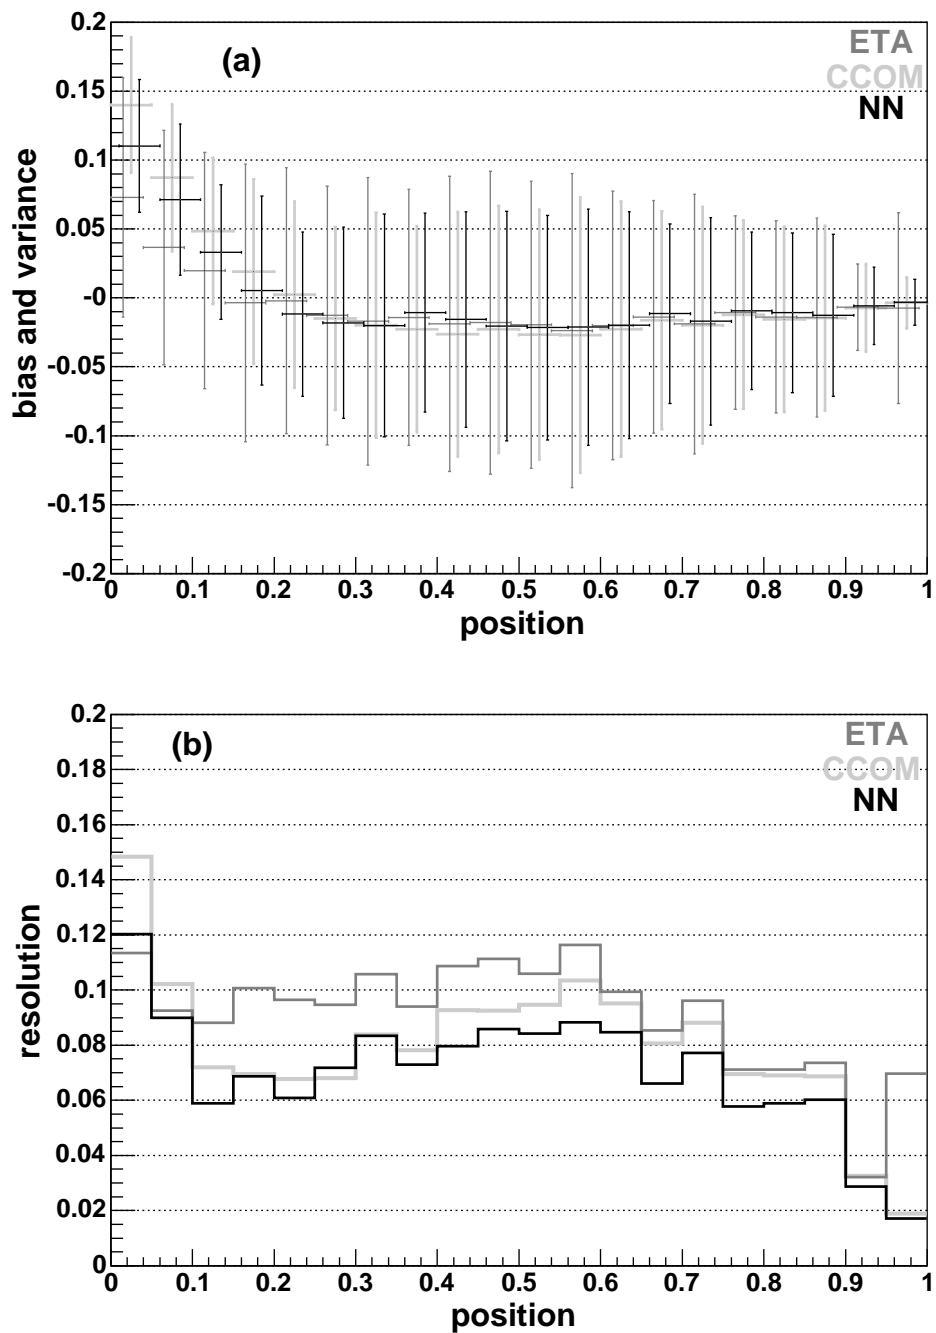 0.2
(a)
ETA
CCOM
NN
0.15
0.1
0.05
-0
-0.05
-0.1
-0.15
-0.2
bias and variance
0 0.1 0.2 0.3 0.4 0.5 0.6 0.7 0.8 0.9 1
position
0.2
(b)
ETA
CCOM
NN
0.18
0.16
0.14
0.12
0.1
0.08
0.06
0.04
0.02
0
resolution
0 0.1 0.2 0.3 0.4 0.5 0.6 0.7 0.8 0.9 1
position